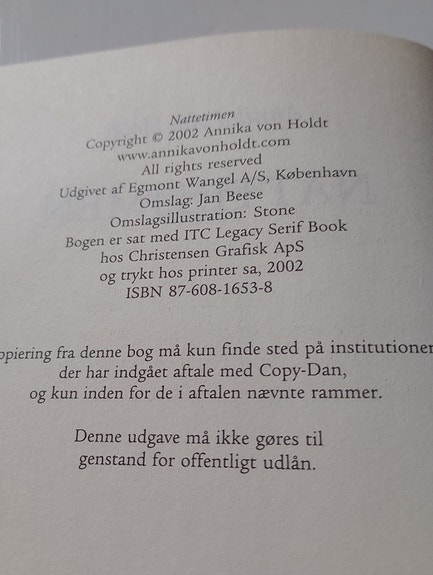 Nattetimen
Copyright © 2002 Annika von Holdt
www.annikavonholdt.com
All rights reserved
Udgivet af Egmont Wangel A/S, København
Omslag: Jan Beese
Omslagsillustration: Stone
Bogen er sat med ITC Legacy Serif Book
hos Christensen Grafisk ApS
og trykt hos printer sa, 2002
ISBN 87-608-1653-8
opiering fra denne bog må kun finde sted på institutioner
der har indgået aftale med Copy-Dan,
og kun inden for de i aftalen nævnte rammer.
Denne udgave må ikke gøres til
genstand for offentligt udlån.